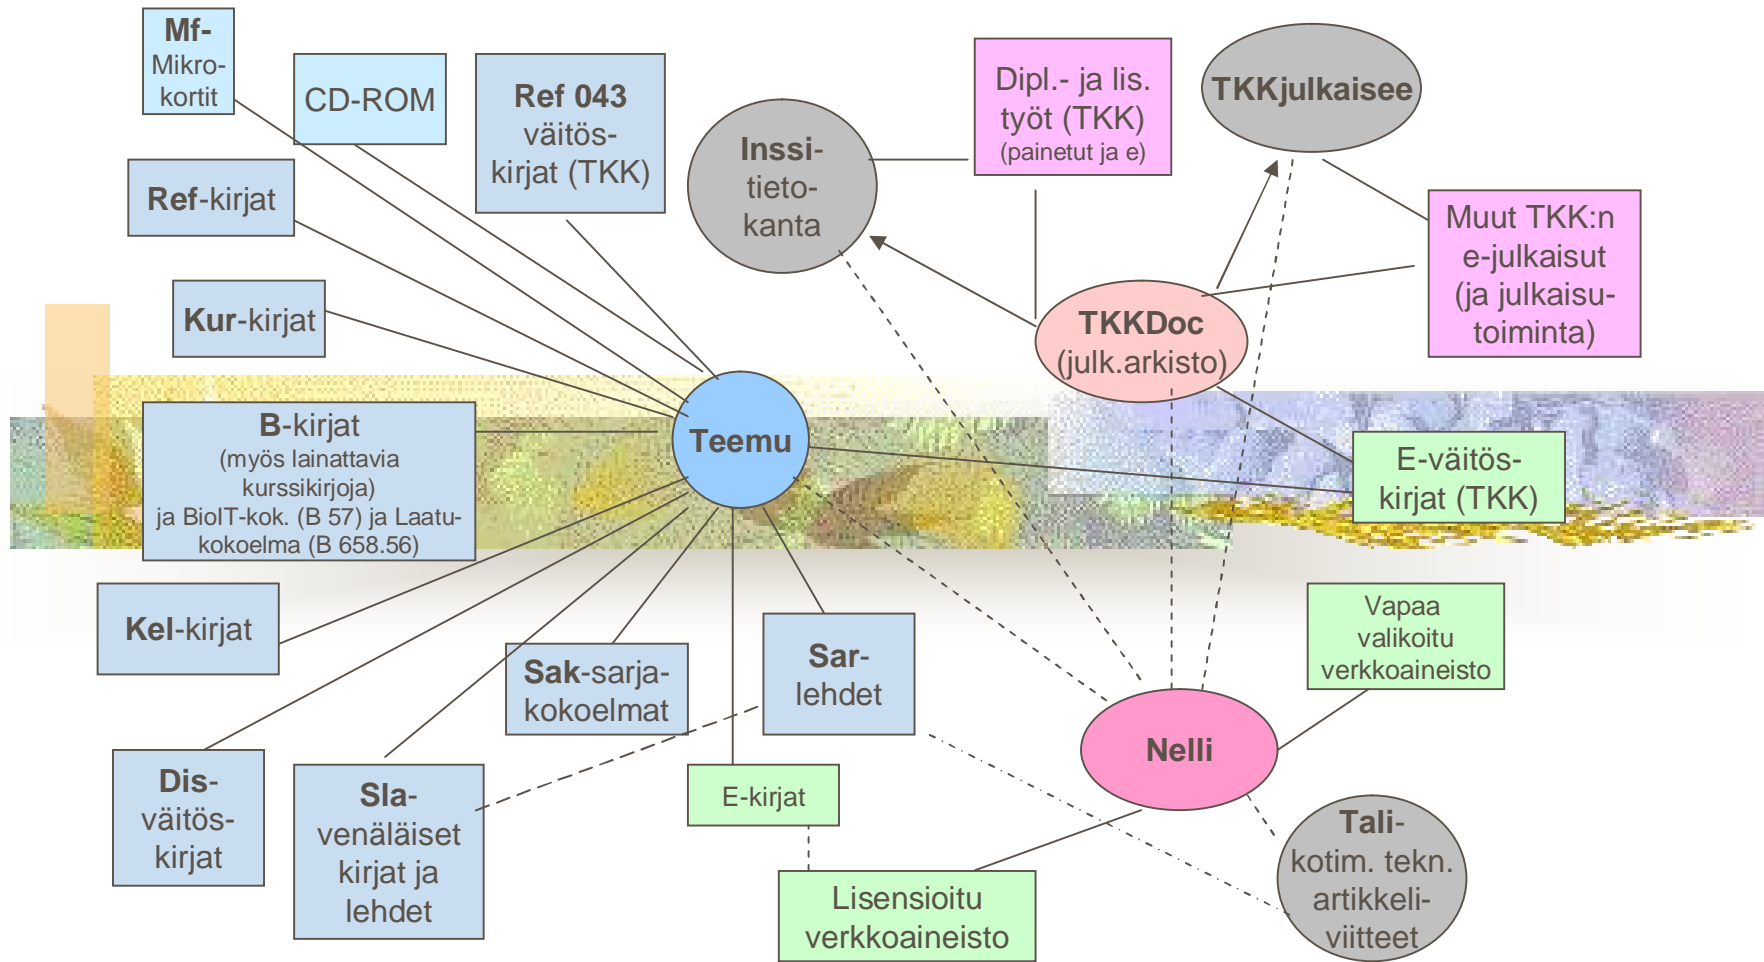 Mf-
Mikro-
kortit
CD-ROM
Ref 043
väitös-
kirjat (TKK)
Inssi-
tieto-
kanta
Dipl.- ja lis.
työt (TKK)
(painetut ja e)
TKKjulkaisee
Ref-kirjat
Muut TKK:n
e-julkaisut
(ja julkaisu-
toiminta)
Kur-kirjat
TKKDoc
(julk.arkisto)
B-kirjat
(myös lainattavia
kurssikirjoja)
ja BioIT-kok. (B 57) ja Laatu-
kokoelma (B 658.56)
Teemu
E-väitös-
kirjat (TKK)
Kel-kirjat
Sak-sarja-
kokoelmat
Sar-
lehdet
Vapaa
valikoitu
verkkoaineisto
Nelli
Dis-
väitös-
kirjat
Sla-
venäläiset
kirjat ja
lehdet
E-kirjat
Lisensioitu
verkkoaineisto
Tali-
kotim. tekn.
artikkeli-
viitteet